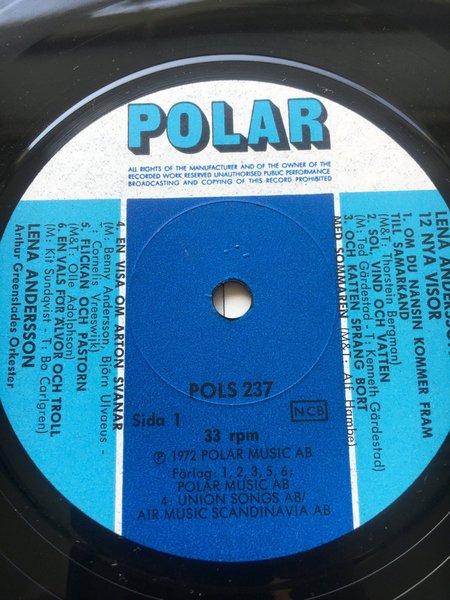 POLAR
ALL RIGHTS OF THE MANUFACTURER AND OF THE OWNER OF THE
RECORDED WORK RESERVED UNAUTHORISED PUBLIC PERFORMANCE
BROADCASTING AND COPYING OF THIS RECORD PROHIBITED
LENA ANDERSSON
12 NYA VISOR
1. OM DU NÅNSIN KOMMER FRAM
TILL SAMARKAND
(M&T: Thorstein Bergman)
2. SOL, VIND OCH VATTEN
(M: Ted Gärdestad - T: Kenneth Gärdestad)
3. OCH KATTEN SPRANG BORT
MED SOMMAREN (M&T: Alf Hambe)
4. EN VISA OM ARTON SVANAR
(M: Benny Andersson, Björn Ulvaeus -
T: Cornelis Vreeswijk)
5. FLICKAN OCH PASTORN
(M&T: Olle Adolphson)
6. EN VALS FÖR ÄLVOR OCH TROLL
(M: Kit Sundqvist - T: Bo Carlgren)
LENA ANDERSSON
Arthur Greenslades Orkester
POLS 237
Sida 1
NCB
33 rpm
Ⓟ 1972 POLAR MUSIC AB
Förlag: 1, 2, 3, 5, 6:
POLAR MUSIC AB
4: UNION SONGS AB/
AIR MUSIC SCANDINAVIA AB